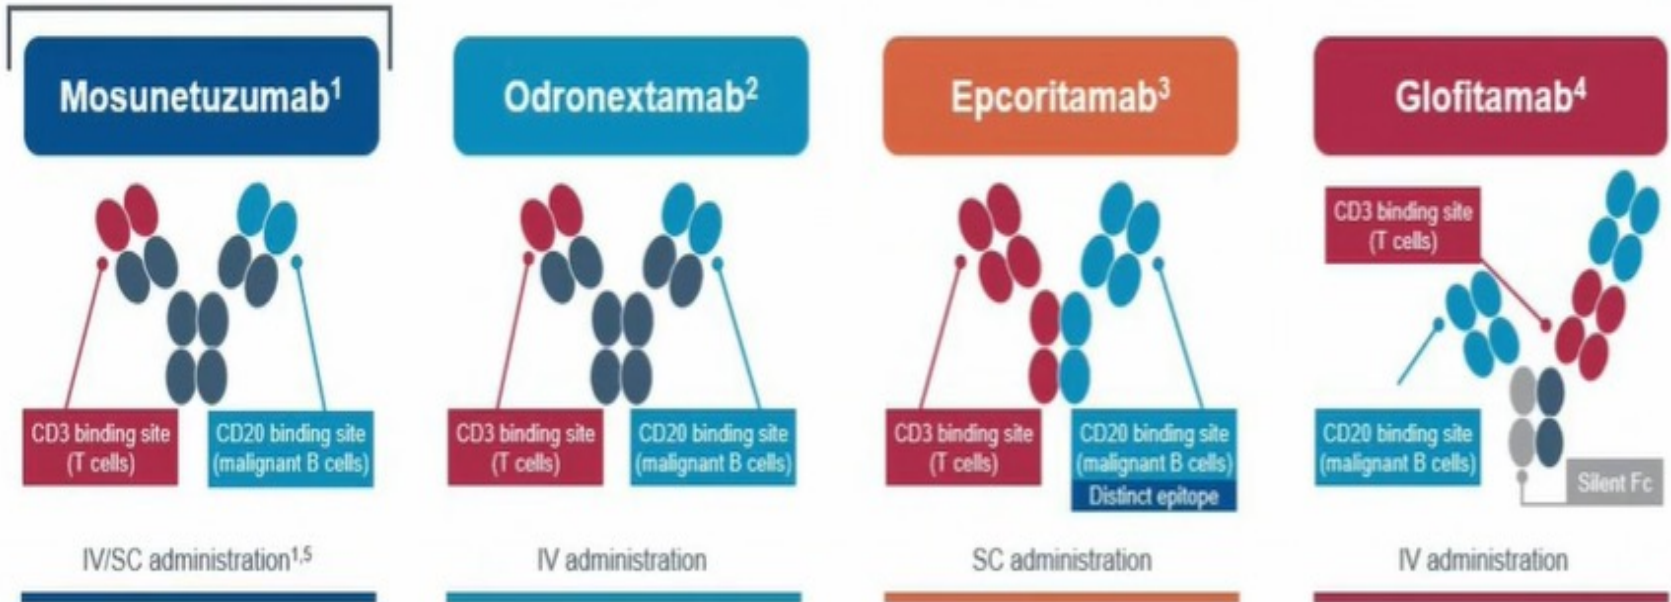 Mosunetuzumab1
Odronextamab2
Epcoritamab3
Glofitamab4
CD3 binding site
(T cells)
CD20 binding site
(malignant B cells)
CD3 binding site
(T cells)
CD20 binding site
(malignant B cells)
CD3 binding site
(T cells)
CD20 binding site
(malignant B cells)
Distinct epitope
CD3 binding site
(T cells)
CD20 binding site
(malignant B cells)
Silent Fc
IV/SC administration1,5
IV administration
SC administration
IV administration